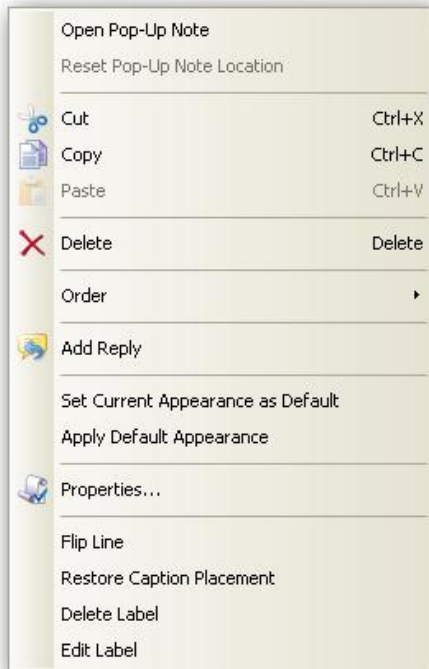 Open Pop-Up Note
Reset Pop-Up Note Location
Cut Ctrl+X
Copy Ctrl+C
Paste Ctrl+V
Delete Delete
Order
Add Reply
Set Current Appearance as Default
Apply Default Appearance
Properties...
Flip Line
Restore Caption Placement
Delete Label
Edit Label